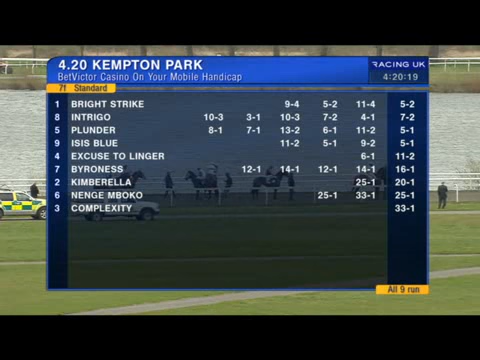 4.20 KEMPTON PARK
BetVictor Casino On Your Mobile Handicap
RACING UK
4:20:19
7f Standard
1 BRIGHT STRIKE 9-4 5-2 11-4 5-2
8 INTRIGO 10-3 3-1 10-3 7-2 4-1 7-2
5 PLUNDER 8-1 7-1 13-2 6-1 11-2 5-1
9 ISIS BLUE 11-2 5-1 9-2 5-1
4 EXCUSE TO LINGER 6-1 11-2
7 BYRONESS 12-1 14-1 12-1 14-1 16-1
2 KIMBERELLA 25-1 20-1
6 NENGE MBOKO 25-1 33-1 25-1
3 COMPLEXITY 33-1
All 9 run